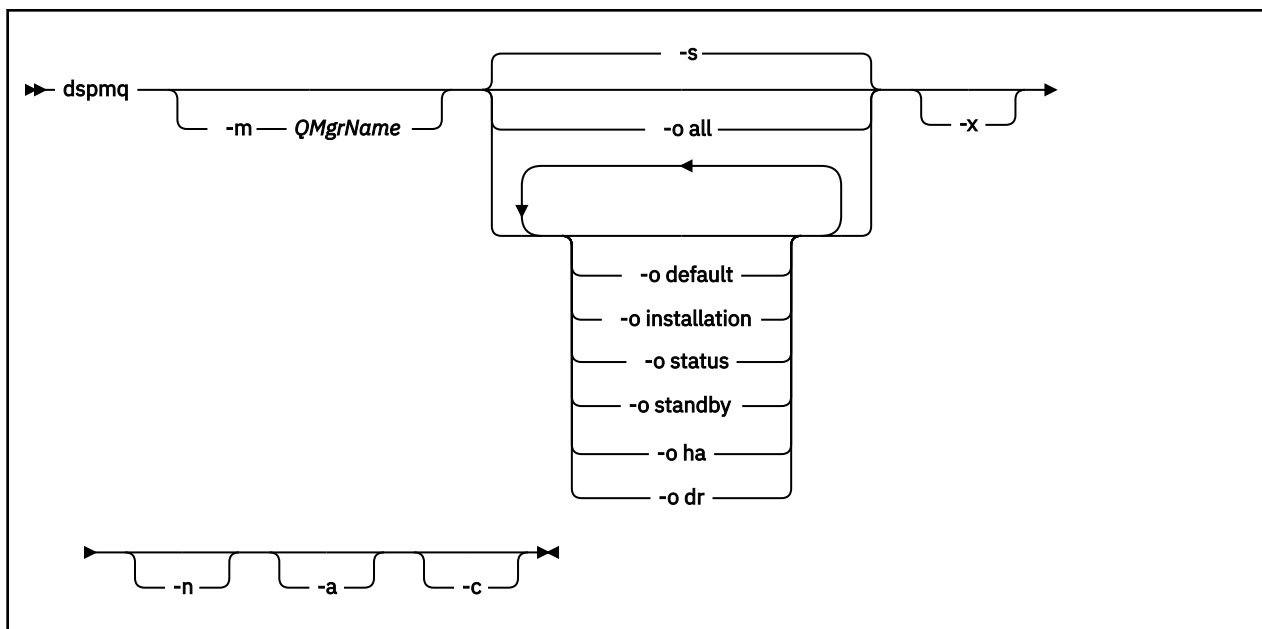 -s
dspmq
-m QMgrName
-o all
-x
-o default
-o installation
-o status
-o standby
-o ha
-o dr
-n -a -c